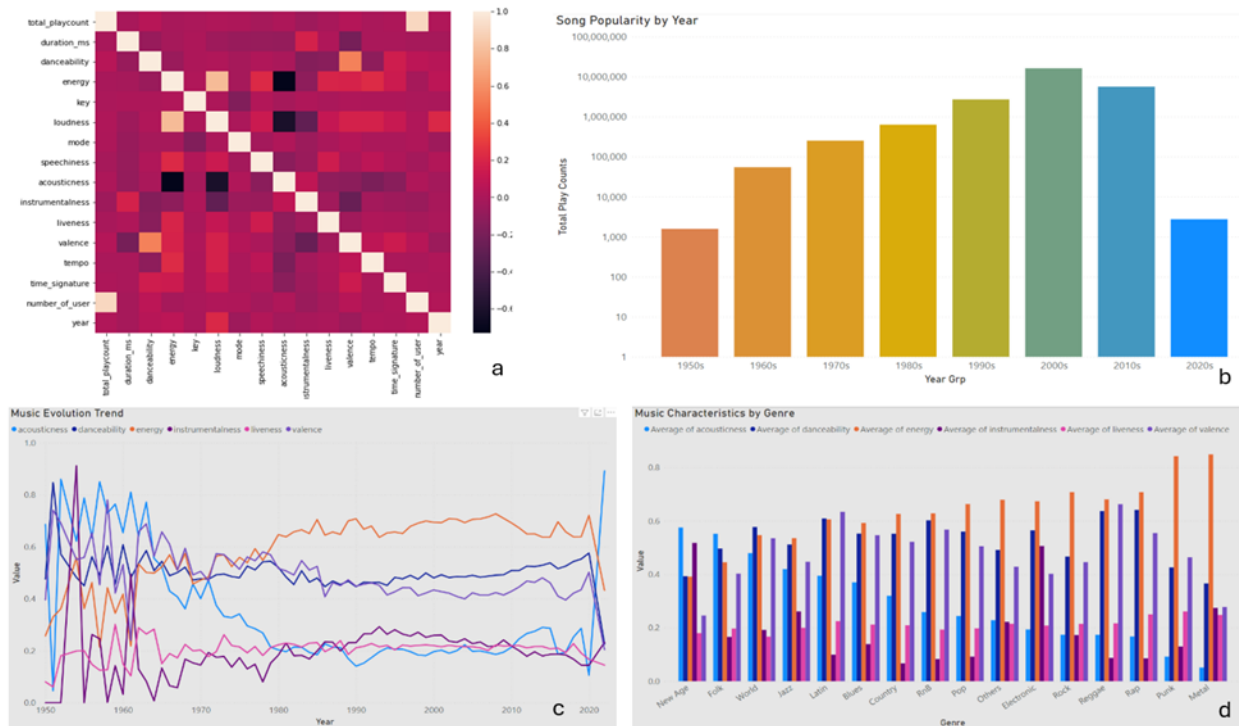 total_playcount
duration_ms
danceability
energy
key
loudness
mode
speechiness
acousticness
instrumentalness
liveness
valence
tempo
time_signature
number_of_user
year
total_playcount
duration_ms
danceability
energy
key
loudness
mode
speechiness
acousticness
nstrumentalness
liveness
valence
tempo
time_signature
number_of_user
year
1.0
0.8
0.6
0.4
0.2
0.0
a
Song Popularity by Year
Total Play Counts
100,000,000
10,000,000
1,000,000
100,000
10,000
1,000
100
10
1
1950s 1960s 1970s 1980s 1990s 2000s 2010s 2020s
Year Grp
b
Music Evolution Trend
acousticness danceability energy instrumentalness liveness valence
Value
1.0
0.8
0.6
0.4
0.2
0.0
1950 1960 1970 1980 1990 2000 2010 2020
Year
c
Music Characteristics by Genre
Average of acousticness Average of danceability Average of energy Average of instrumentalness Average of liveness Average of valence
Value
0.8
0.6
0.4
0.2
0.0
New Age Folk World Jazz Latin Blues Country RnB Pop Others Electronic Rock Reggae Rap Punk Metal
Genre
d